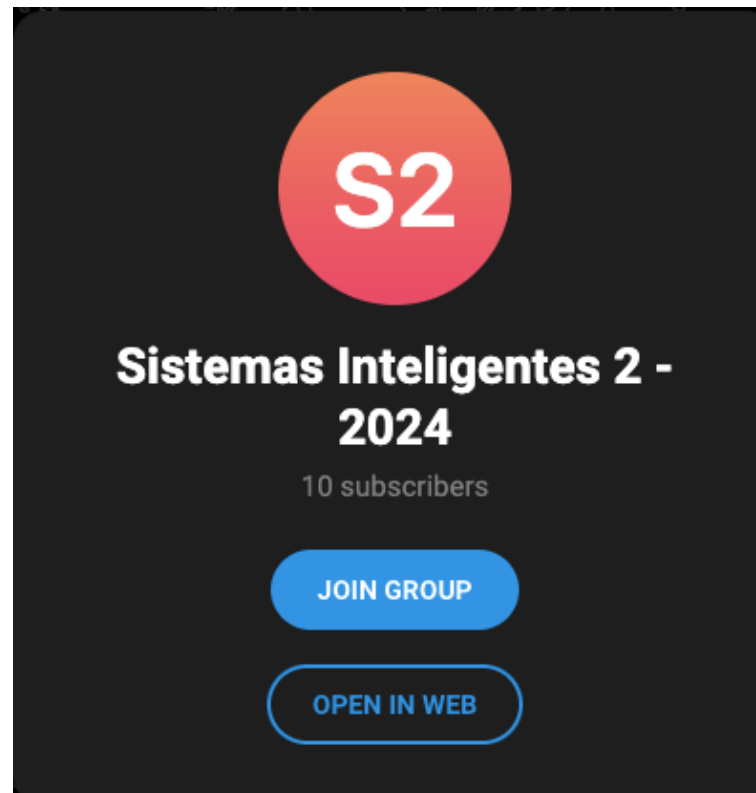 S2
Sistemas Inteligentes 2 -
2024
10 subscribers
JOIN GROUP
OPEN IN WEB